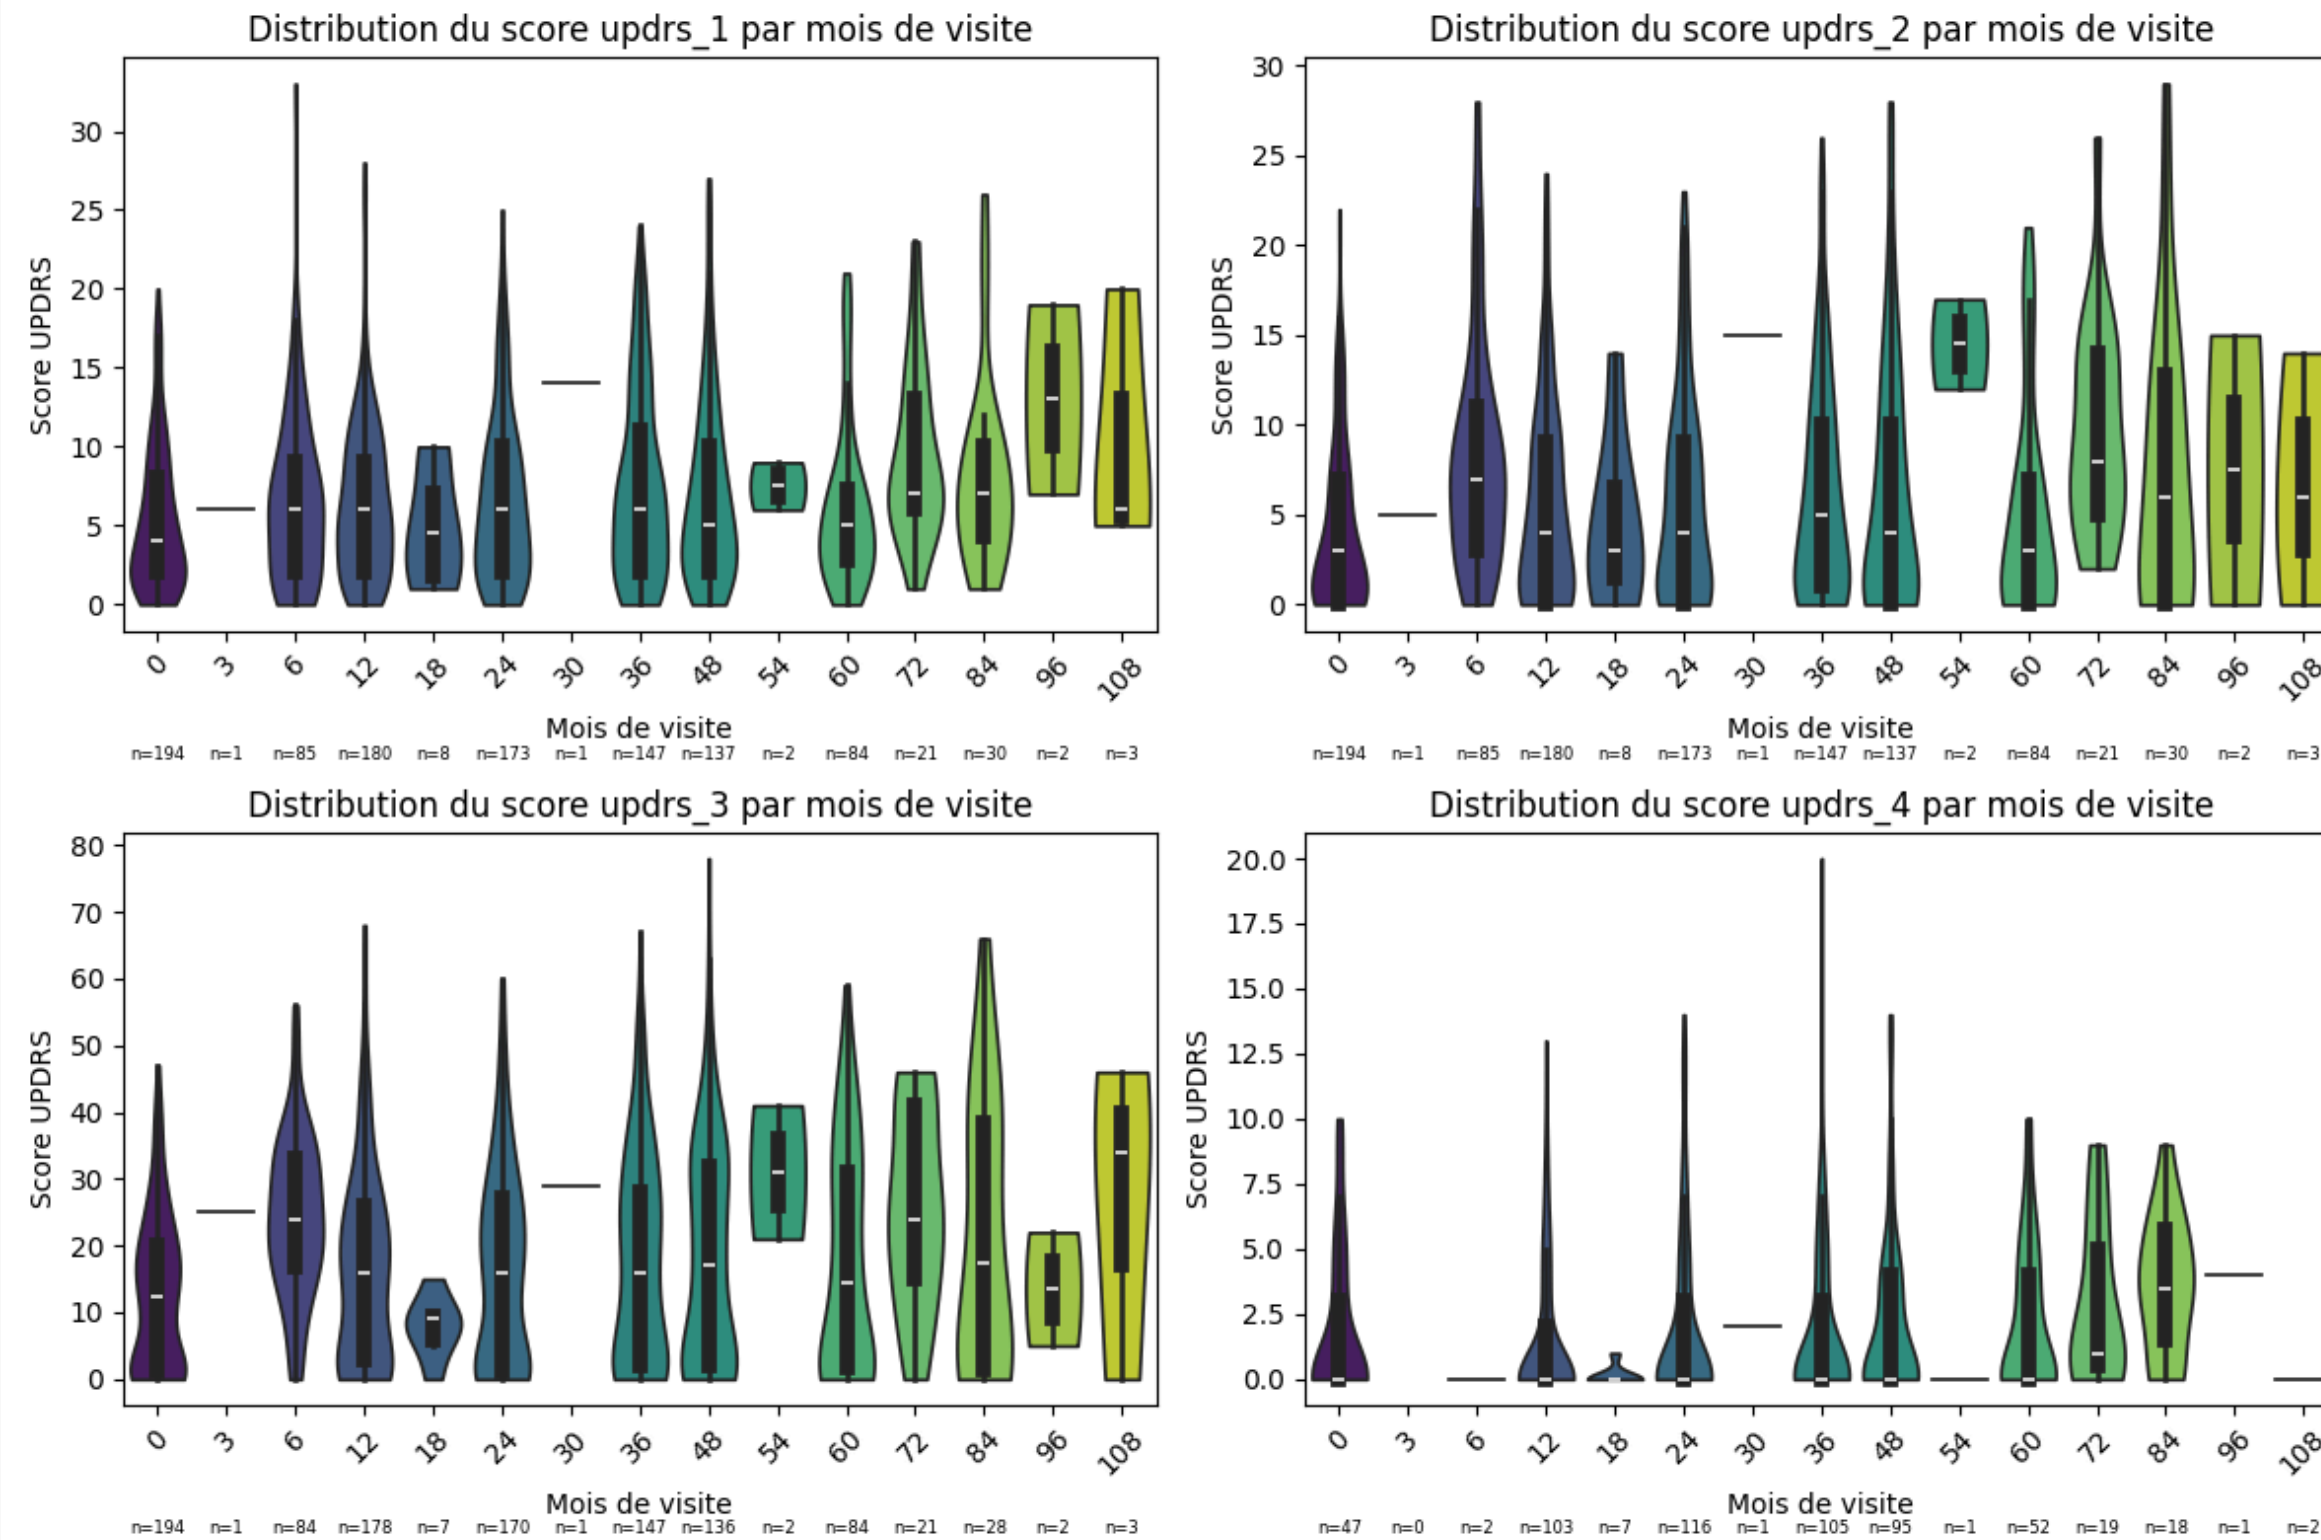 Distribution du score updrs_1 par mois de visite
Score UPDRS
30
25
20
15
10
5
0
0 3 6 12 18 24 30 36 48 54 60 72 84 96 108
Mois de visite
n=194 n=1 n=85 n=180 n=8 n=173 n=1 n=147 n=137 n=2 n=84 n=21 n=30 n=2 n=3
Distribution du score updrs_2 par mois de visite
Score UPDRS
30
25
20
15
10
5
0
0 3 6 12 18 24 30 36 48 54 60 72 84 96 108
Mois de visite
n=194 n=1 n=85 n=180 n=8 n=173 n=1 n=147 n=137 n=2 n=84 n=21 n=30 n=2 n=3
Distribution du score updrs_3 par mois de visite
Score UPDRS
80
70
60
50
40
30
20
10
0
0 3 6 12 18 24 30 36 48 54 60 72 84 96 108
Mois de visite
n=194 n=1 n=84 n=178 n=7 n=170 n=1 n=147 n=136 n=2 n=84 n=21 n=28 n=2 n=3
Distribution du score updrs_4 par mois de visite
Score UPDRS
20.0
17.5
15.0
12.5
10.0
7.5
5.0
2.5
0.0
0 3 6 12 18 24 30 36 48 54 60 72 84 96 108
Mois de visite
n=47 n=0 n=2 n=103 n=7 n=116 n=1 n=105 n=95 n=1 n=52 n=19 n=18 n=1